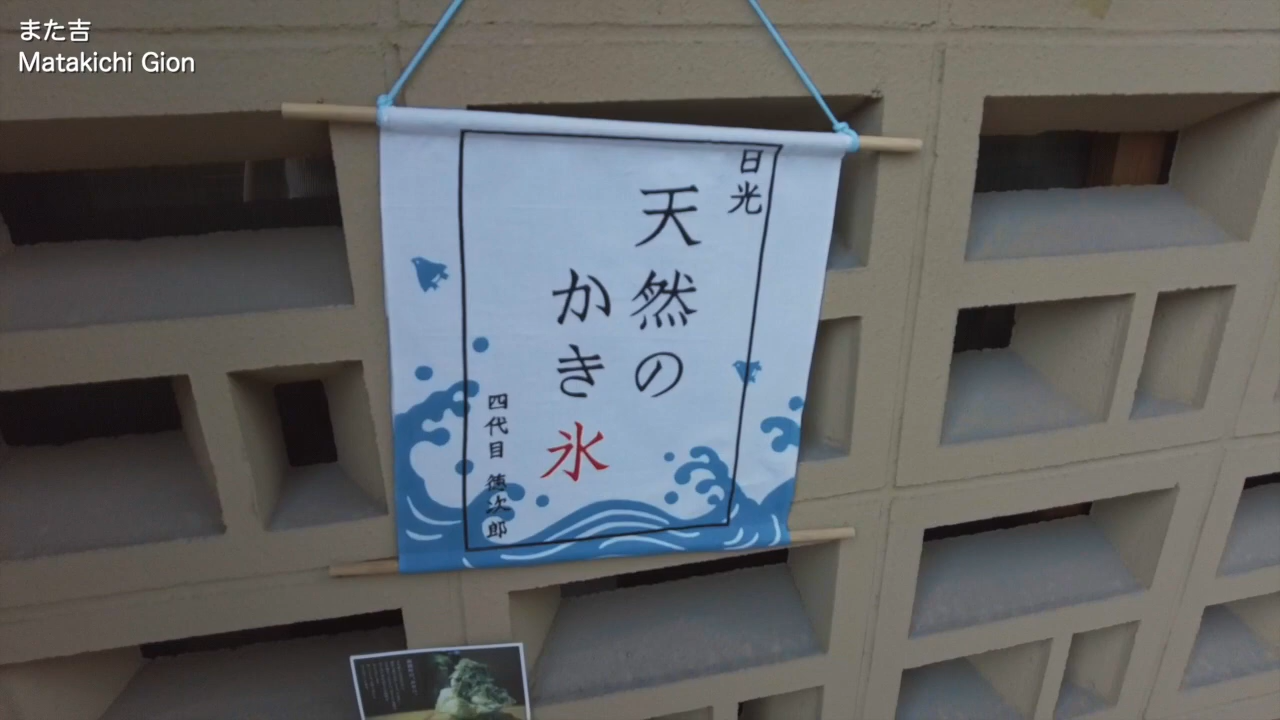 また吉
Matakichi Gion
日光
天然の
かき氷
四代目 徳次郎